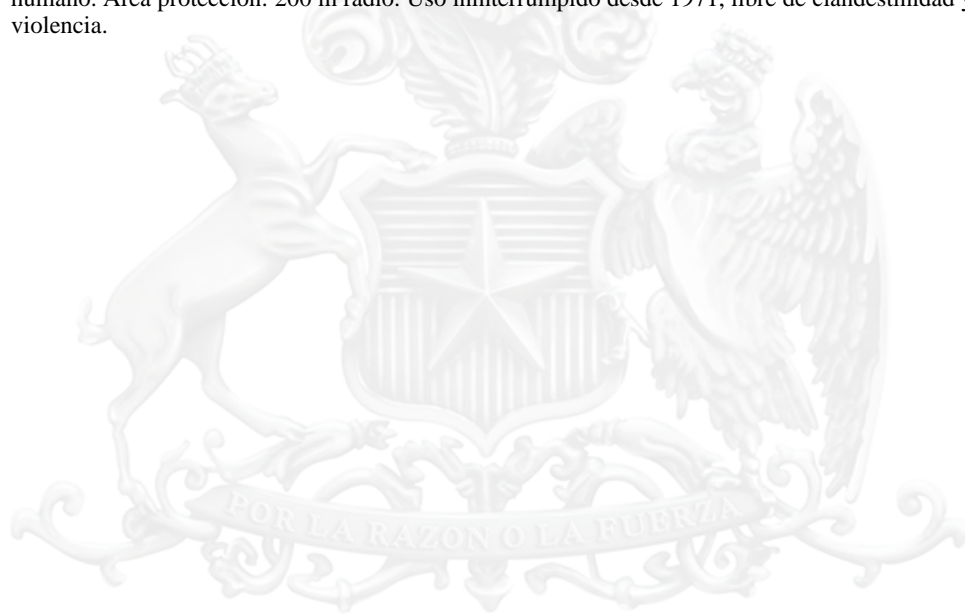 humano. Área protección: 200 m radio. Uso ininterrumpido desde 1971, libre de clandestinidad y
violencia.
POR LA RAZON O LA FUERZA